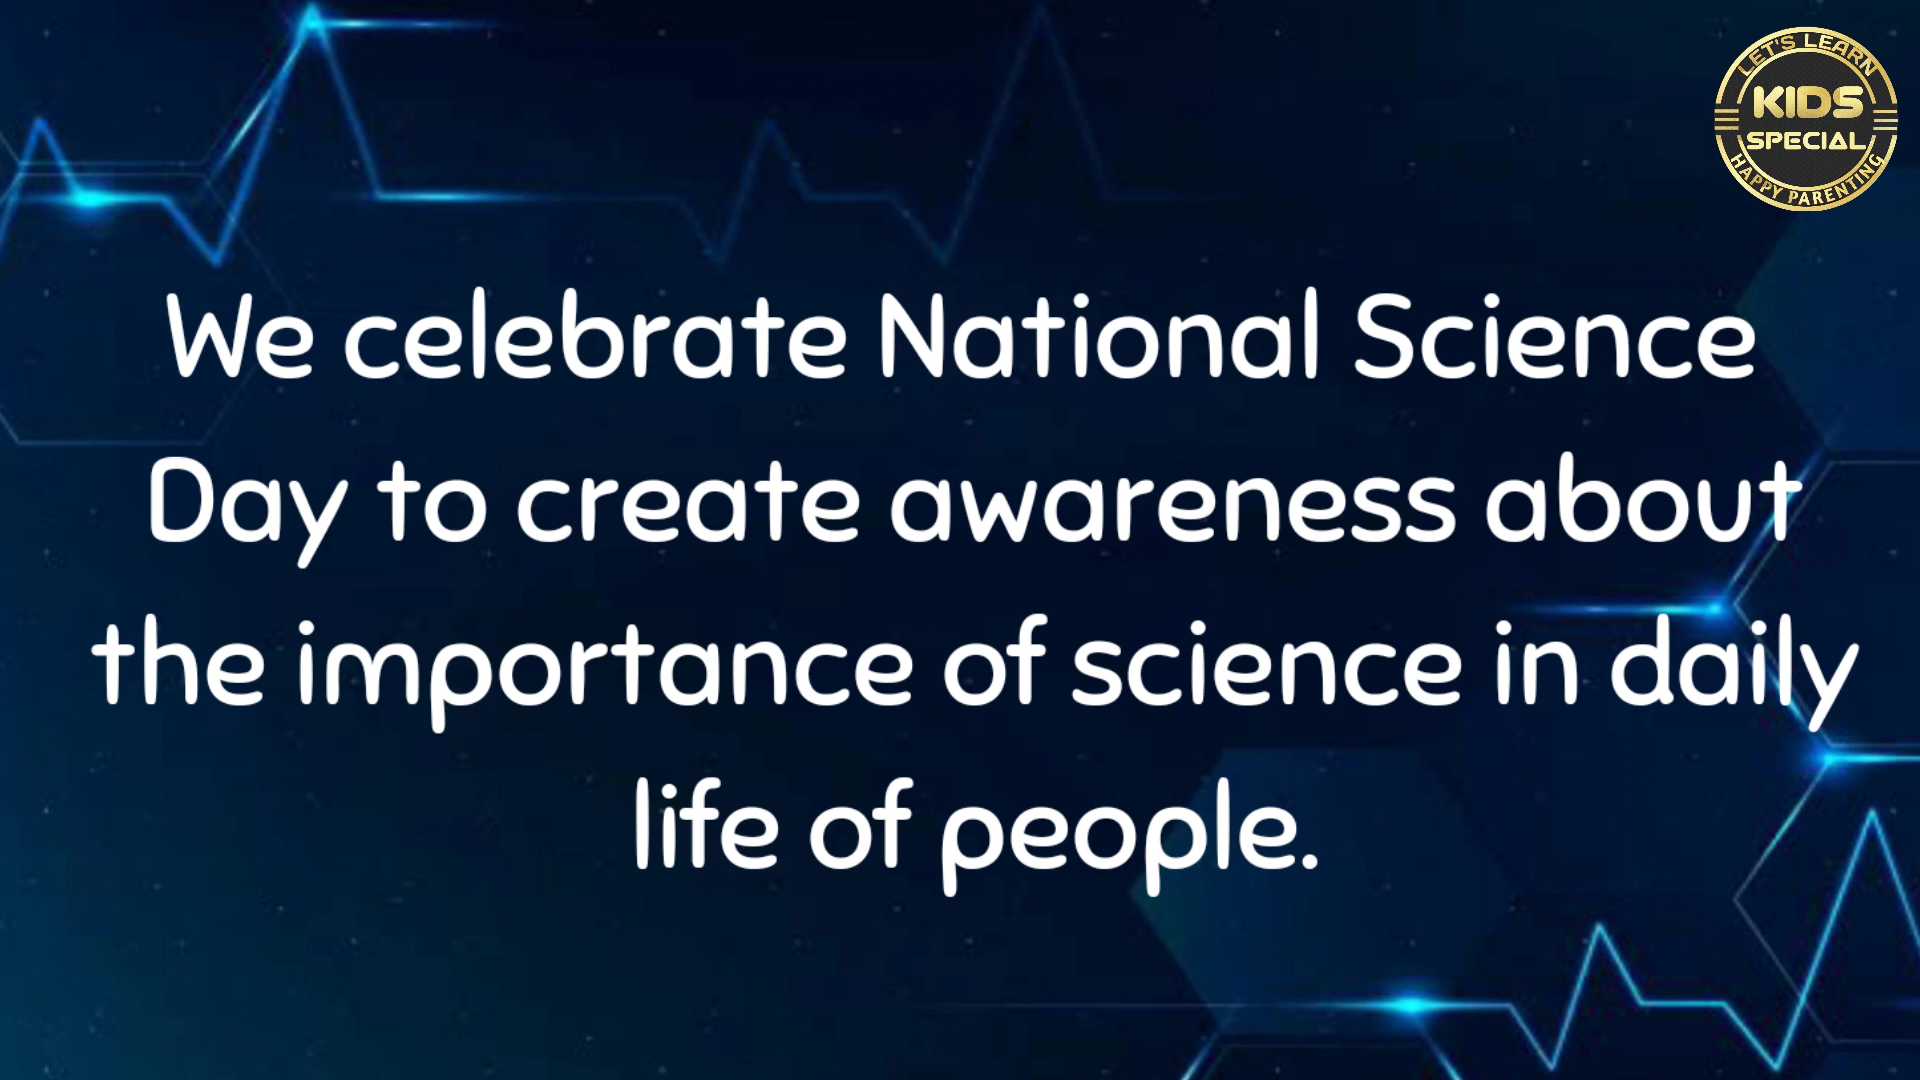 LET'S LEARN
KIDS
SPECIAL
HAPPY PARENTING
We celebrate National Science
Day to create awareness about
the importance of science in daily
life of people.